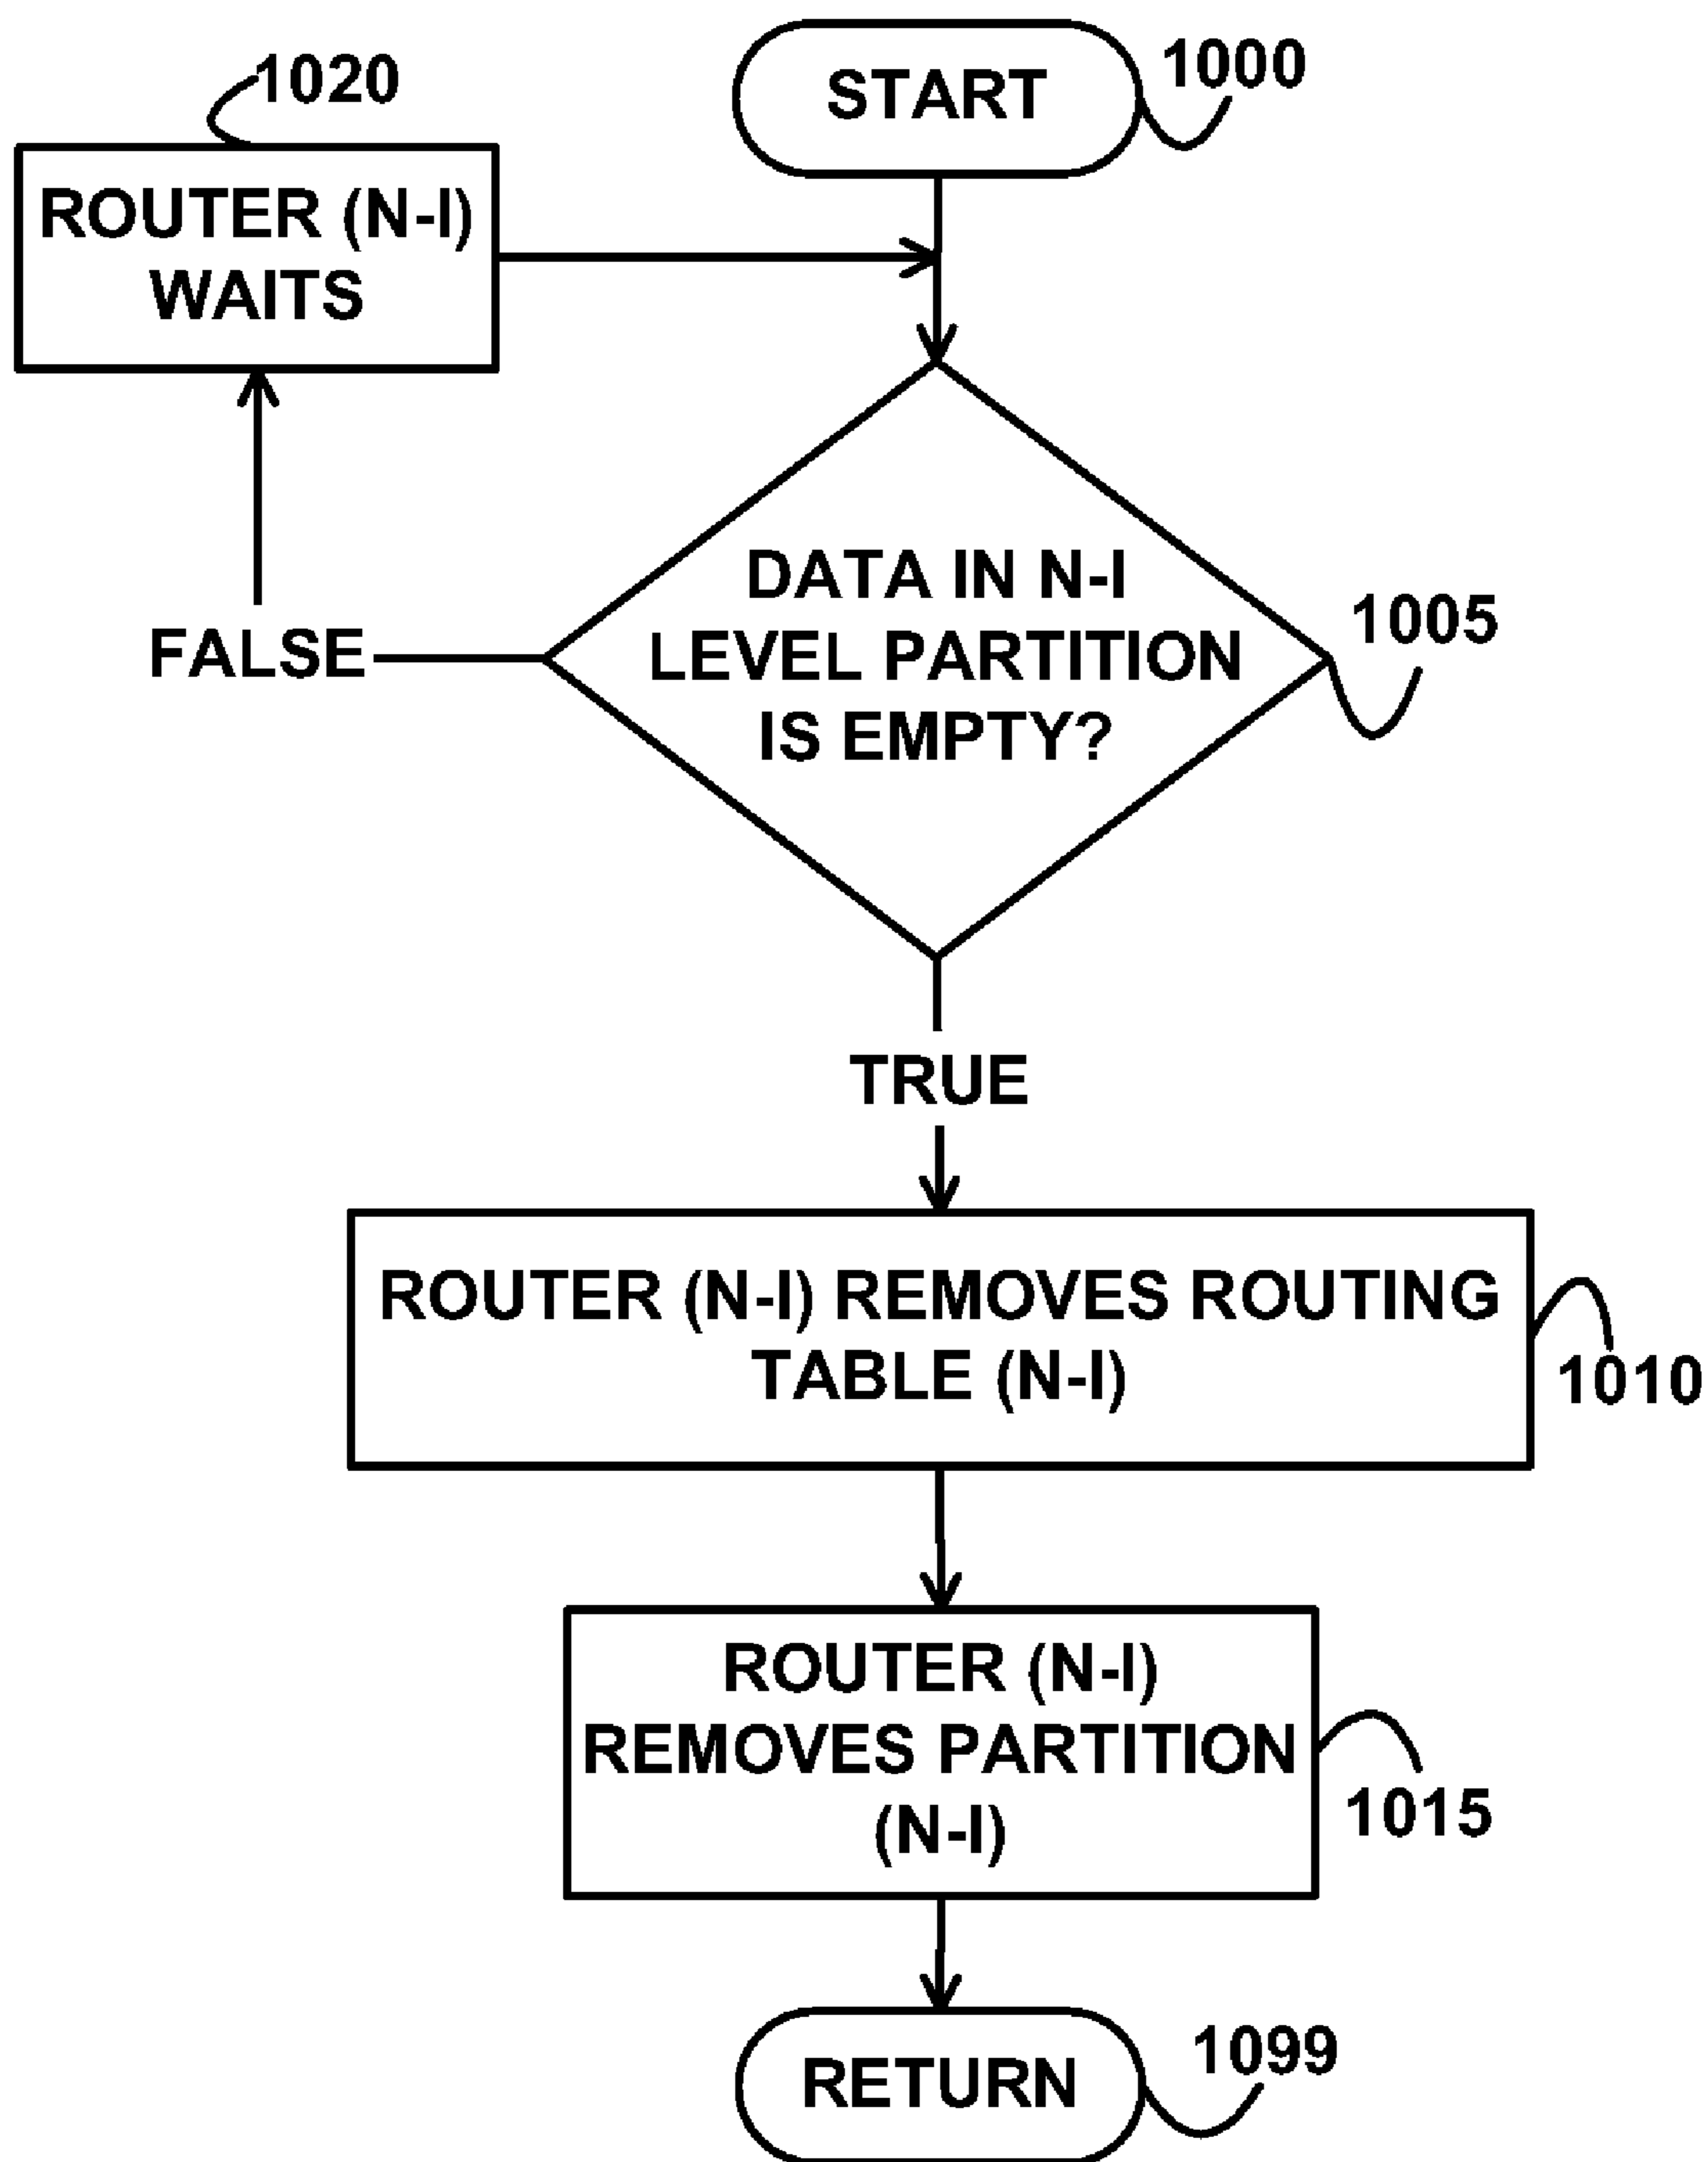 START
1000
1020
ROUTER (N-I)
WAITS
DATA IN N-I
LEVEL PARTITION
IS EMPTY?
1005
FALSE
TRUE
ROUTER (N-I) REMOVES ROUTING
TABLE (N-I)
1010
ROUTER (N-I)
REMOVES PARTITION
(N-I)
1015
RETURN
1099